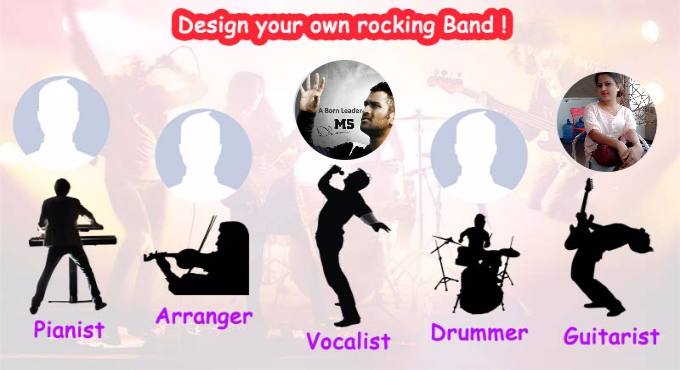 Design your own rocking Band !
A Born Leader
MS
Pianist
Arranger
Vocalist
Drummer
Guitarist